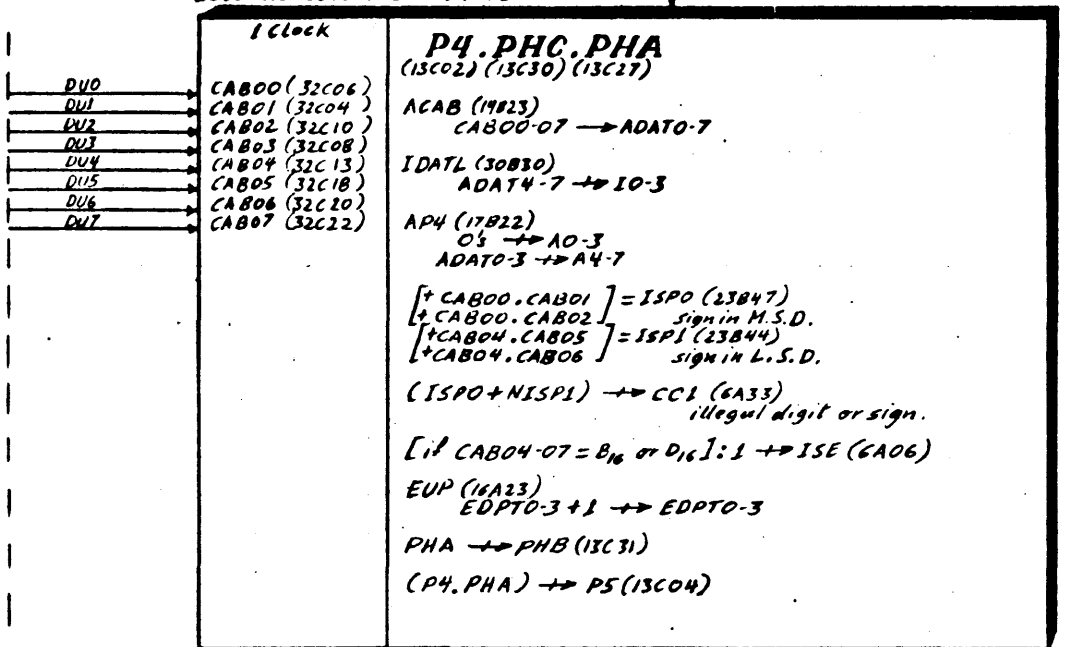 1 Clock
P4.PHC.PHA
(13C02) (13C30) (13C27)
DU0 CAB00 (32C06)
DU1 CAB01 (32C04)
DU2 CAB02 (32C10)
DU3 CAB03 (32C08)
DU4 CAB04 (32C13)
DU5 CAB05 (32C18)
DU6 CAB06 (32C20)
DU7 CAB07 (32C22)
ACAB (19B23)
CAB00-07 → ADAT0-7
IDATL (30B30)
ADAT4-7 ↛ I0-3
AP4 (17B22)
0's ↛ A0-3
ADAT0-3 ↛ A4-7
[+ CAB00.CAB01 ] = ISP0 (23B47)
[+ CAB00.CAB02 ] sign in M.S.D.
[+CAB04.CAB05 ] = ISP1 (23B44)
[+CAB04.CAB06 ] sign in L.S.D.
(ISP0+NISP1) ↛ CC1 (6A33)
illegal digit or sign.
[if CAB04-07 = B₁₆ or D₁₆]: 1 ↛ ISE (6A06)
EUP (16A23)
EDPT0-3 +1 ↛ EDPT0-3
PHA ↛ PHB (13C31)
(P4.PHA) ↛ P5 (13C04)